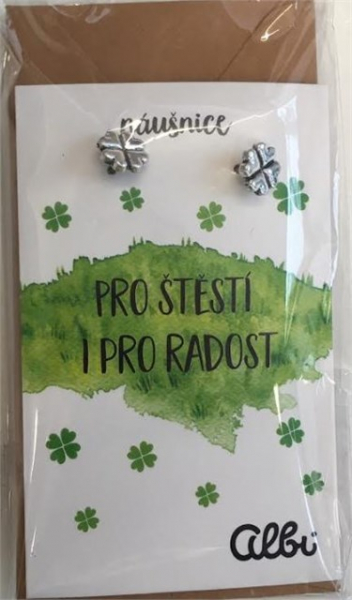 náušnice
PRO ŠTĚSTÍ
I PRO RADOST
albi